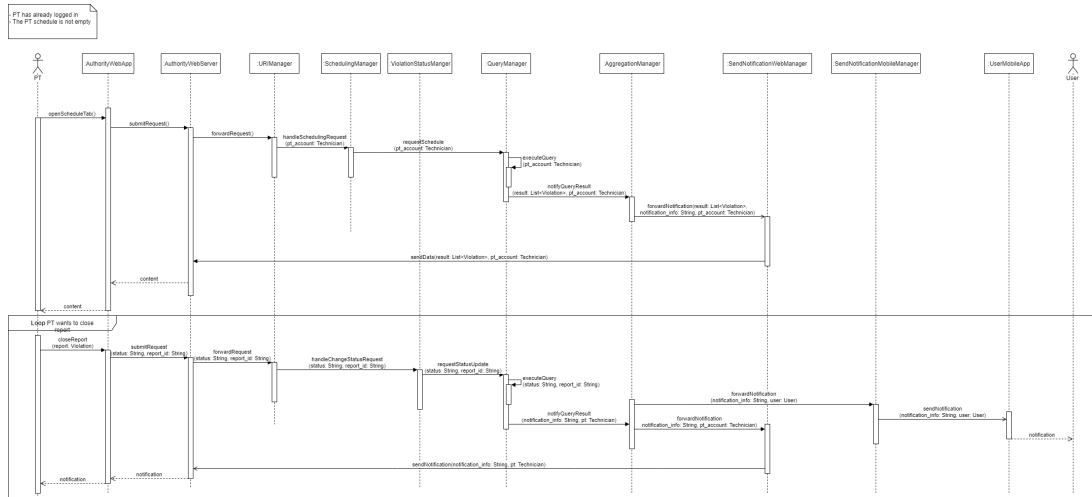 - PT has already logged in
- The PT schedule is not empty
PT
:AuthorityWebApp
:AuthorityWebServer
:URIManager
:SchedulingManager
:ViolationStatusManger
:QueryManager
:AggregationManager
:SendNotificationWebManager
:SendNotificationMobileManager
:UserMobileApp
User
openScheduleTab()
submitRequest()
forwardRequest()
handleSchedulingRequest
(pt_account: Technician)
requestSchedule
(pt_account: Technician)
executeQuery
(pt_account: Technician)
notifyQueryResult
(result: List<Violation>, pt_account: Technician)
forwardNotification(result: List<Violation>,
notification_info: String, pt_account: Technician)
sendData(result: List<Violation>, pt_account: Technician)
content
content
Loop PT wants to close
report
closeReport
(report: Violation)
submitRequest
(status: String, report_id: String)
forwardRequest
(status: String, report_id: String)
handleChangeStatusRequest
(status: String, report_id: String)
requestStatusUpdate
(status: String, report_id: String)
executeQuery
(status: String, report_id: String)
notifyQueryResult
(notification_info: String, pt: Technician)
forwardNotification
(notification_info: String, user: User)
forwardNotification
notification_info: String, pt_account: Technician)
sendNotification
(notification_info: String, user: User)
notification
sendNotification(notification_info: String, pt: Technician)
notification
notification